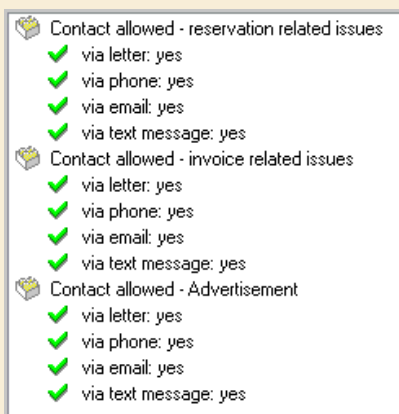 Contact allowed - reservation related issues
via letter: yes
via phone: yes
via email: yes
via text message: yes
Contact allowed - invoice related issues
via letter: yes
via phone: yes
via email: yes
via text message: yes
Contact allowed - Advertisement
via letter: yes
via phone: yes
via email: yes
via text message: yes